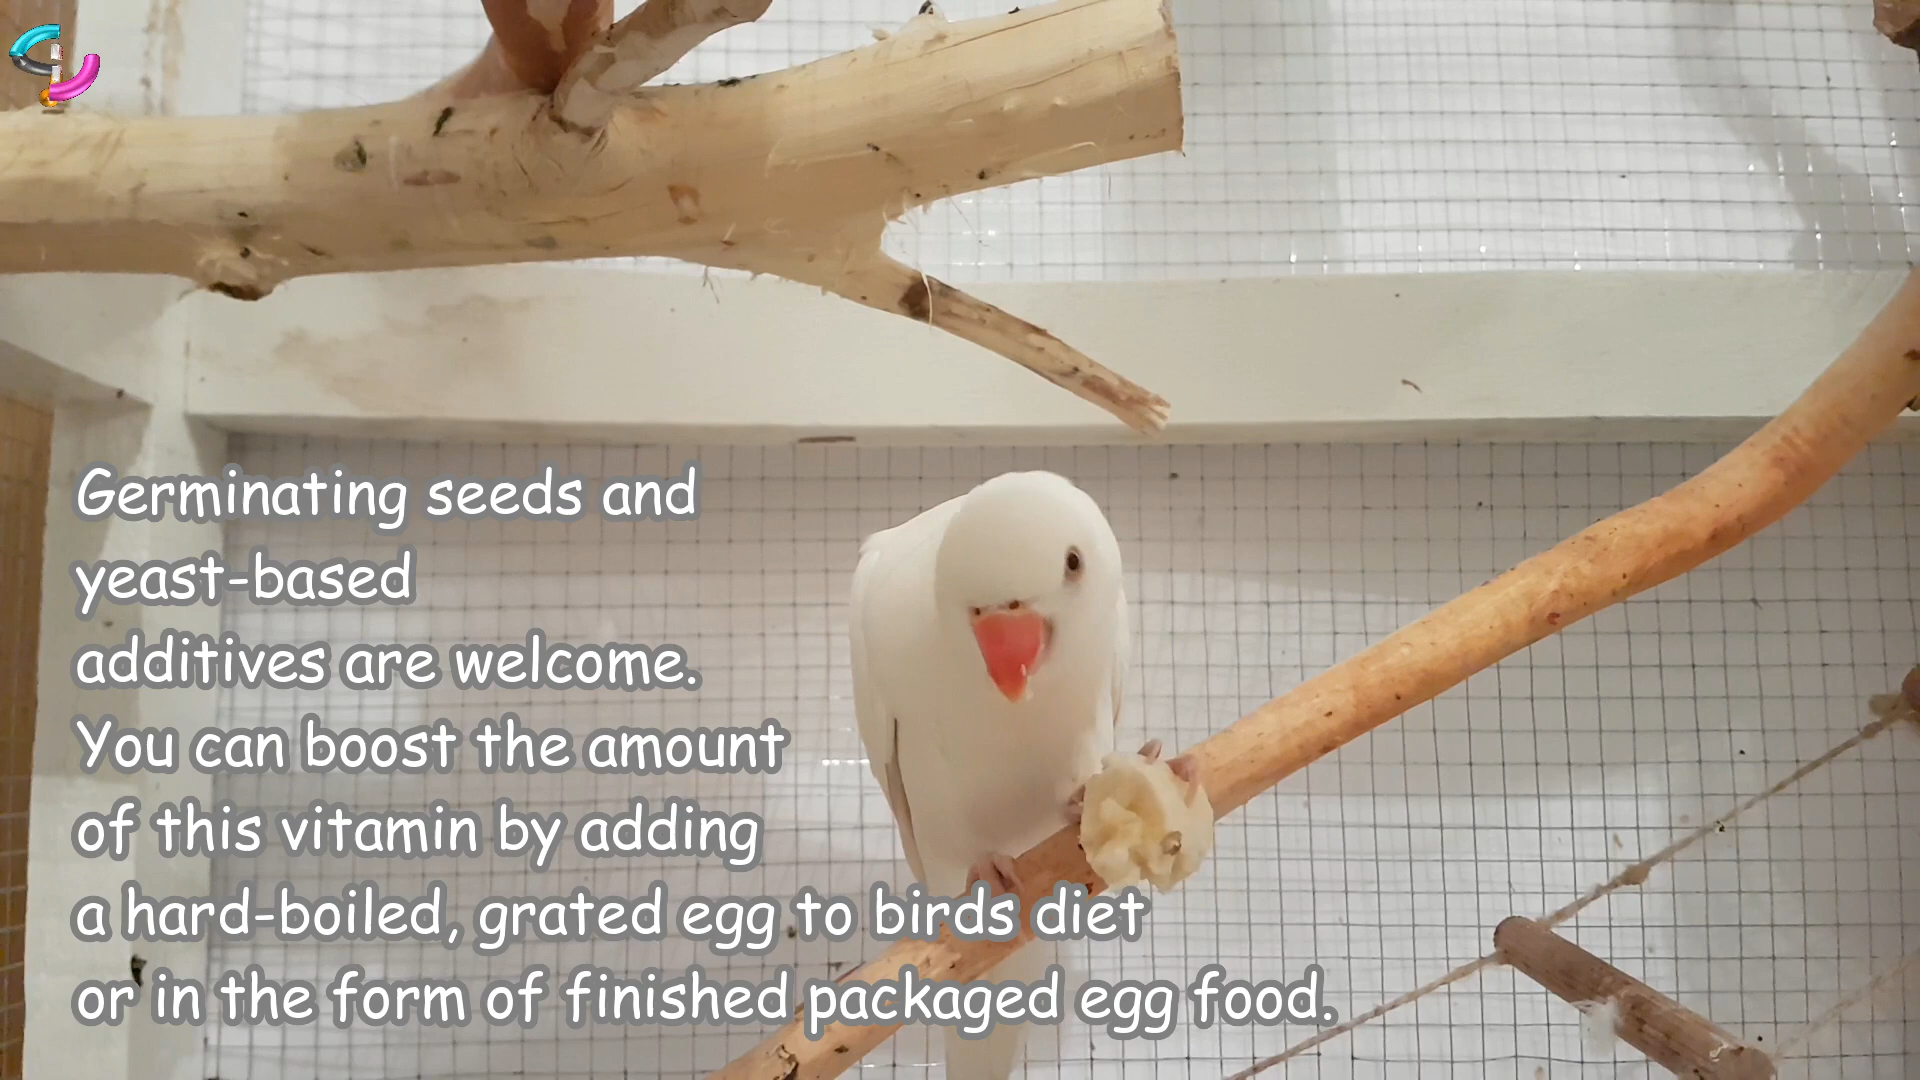 Germinating seeds and
yeast-based
additives are welcome.
You can boost the amount
of this vitamin by adding
a hard-boiled, grated egg to birds diet
or in the form of finished packaged egg food.